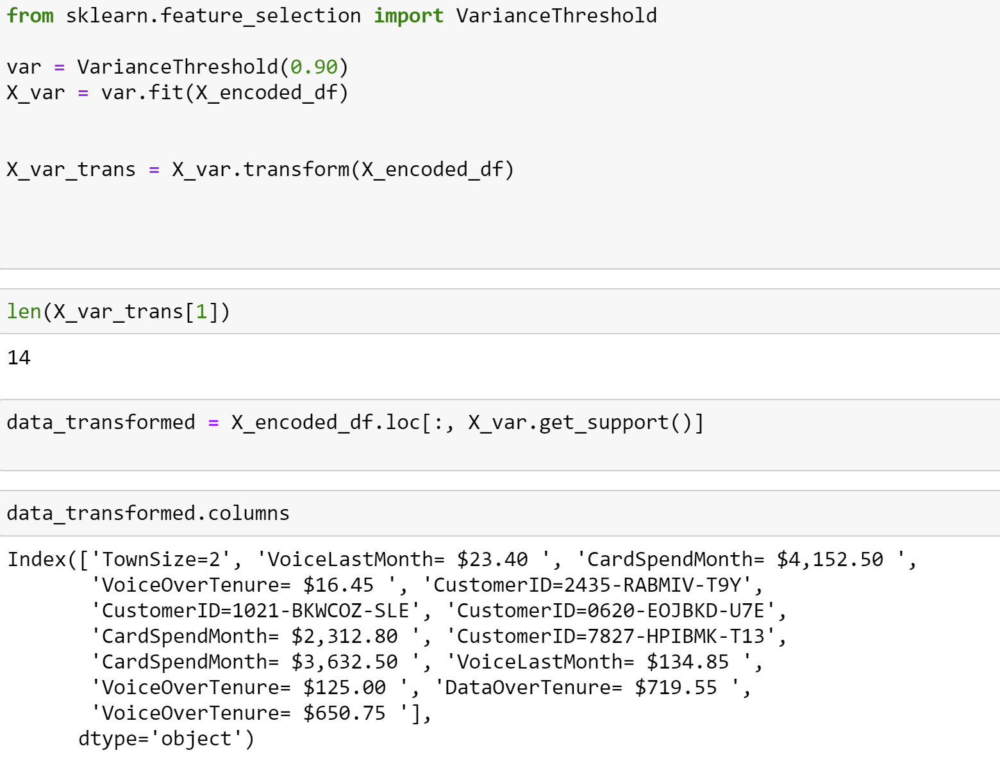 from sklearn.feature_selection import VarianceThreshold
var = VarianceThreshold(0.90)
X_var = var.fit(X_encoded_df)
X_var_trans = X_var.transform(X_encoded_df)
len(X_var_trans[1])
14
data_transformed = X_encoded_df.loc[:, X_var.get_support()]
data_transformed.columns
Index(['TownSize=2', 'VoiceLastMonth= $23.40 ', 'CardSpendMonth= $4,152.50 ',
'VoiceOverTenure= $16.45 ', 'CustomerID=2435-RABMIV-T9Y',
'CustomerID=1021-BKWCOZ-SLE', 'CustomerID=0620-EOJBKD-U7E',
'CardSpendMonth= $2,312.80 ', 'CustomerID=7827-HPIBMK-T13',
'CardSpendMonth= $3,632.50 ', 'VoiceLastMonth= $134.85 ',
'VoiceOverTenure= $125.00 ', 'DataOverTenure= $719.55 ',
'VoiceOverTenure= $650.75 '],
dtype='object')